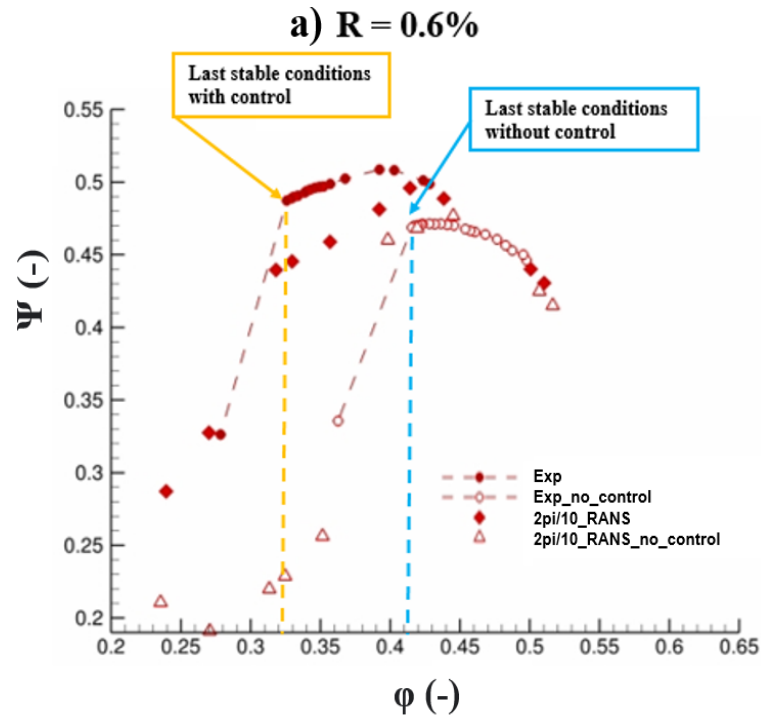 a) R = 0.6%
Last stable conditions
with control
Last stable conditions
without control
0.55
0.5
0.45
0.4
0.35
0.3
0.25
0.2
Ψ (-)
Exp
Exp_no_control
2pi/10_RANS
2pi/10_RANS_no_control
0.2 0.25 0.3 0.35 0.4 0.45 0.5 0.55 0.6 0.65
φ (-)